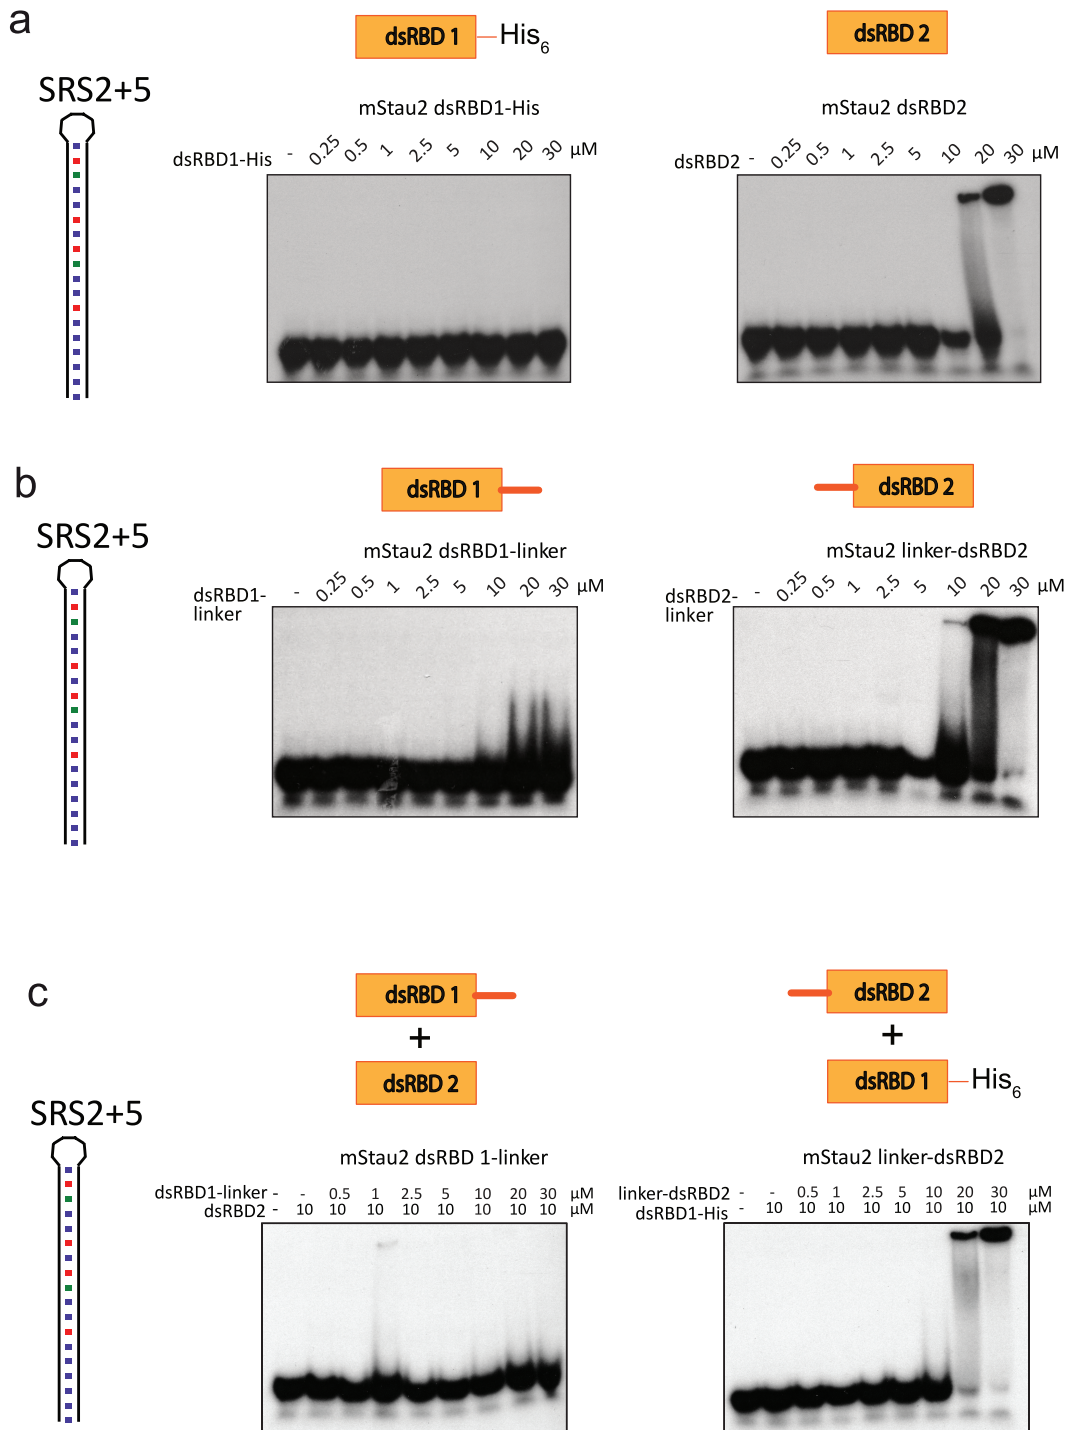 a
dsRBD 1 His6
dsRBD 2
SRS2+5
mStau2 dsRBD1-His
mStau2 dsRBD2
dsRBD1-His - 0.25 0.5 1 2.5 5 10 20 30 µM
dsRBD2 - 0.25 0.5 1 2.5 5 10 20 30 µM
b
dsRBD 1
dsRBD 2
SRS2+5
mStau2 dsRBD1-linker
mStau2 linker-dsRBD2
dsRBD1-
linker
- 0.25 0.5 1 2.5 5 10 20 30 µM
dsRBD2-
linker
- 0.25 0.5 1 2.5 5 10 20 30 µM
c
dsRBD 1
+
dsRBD 2
dsRBD 2
+
dsRBD 1 His6
SRS2+5
mStau2 dsRBD 1-linker
dsRBD1-linker - - 0.5 1 2.5 5 10 20 30 µM
dsRBD2 - 10 10 10 10 10 10 10 10 µM
mStau2 linker-dsRBD2
linker-dsRBD2 - - 0.5 1 2.5 5 10 20 30 µM
dsRBD1-His - 10 10 10 10 10 10 10 10 µM